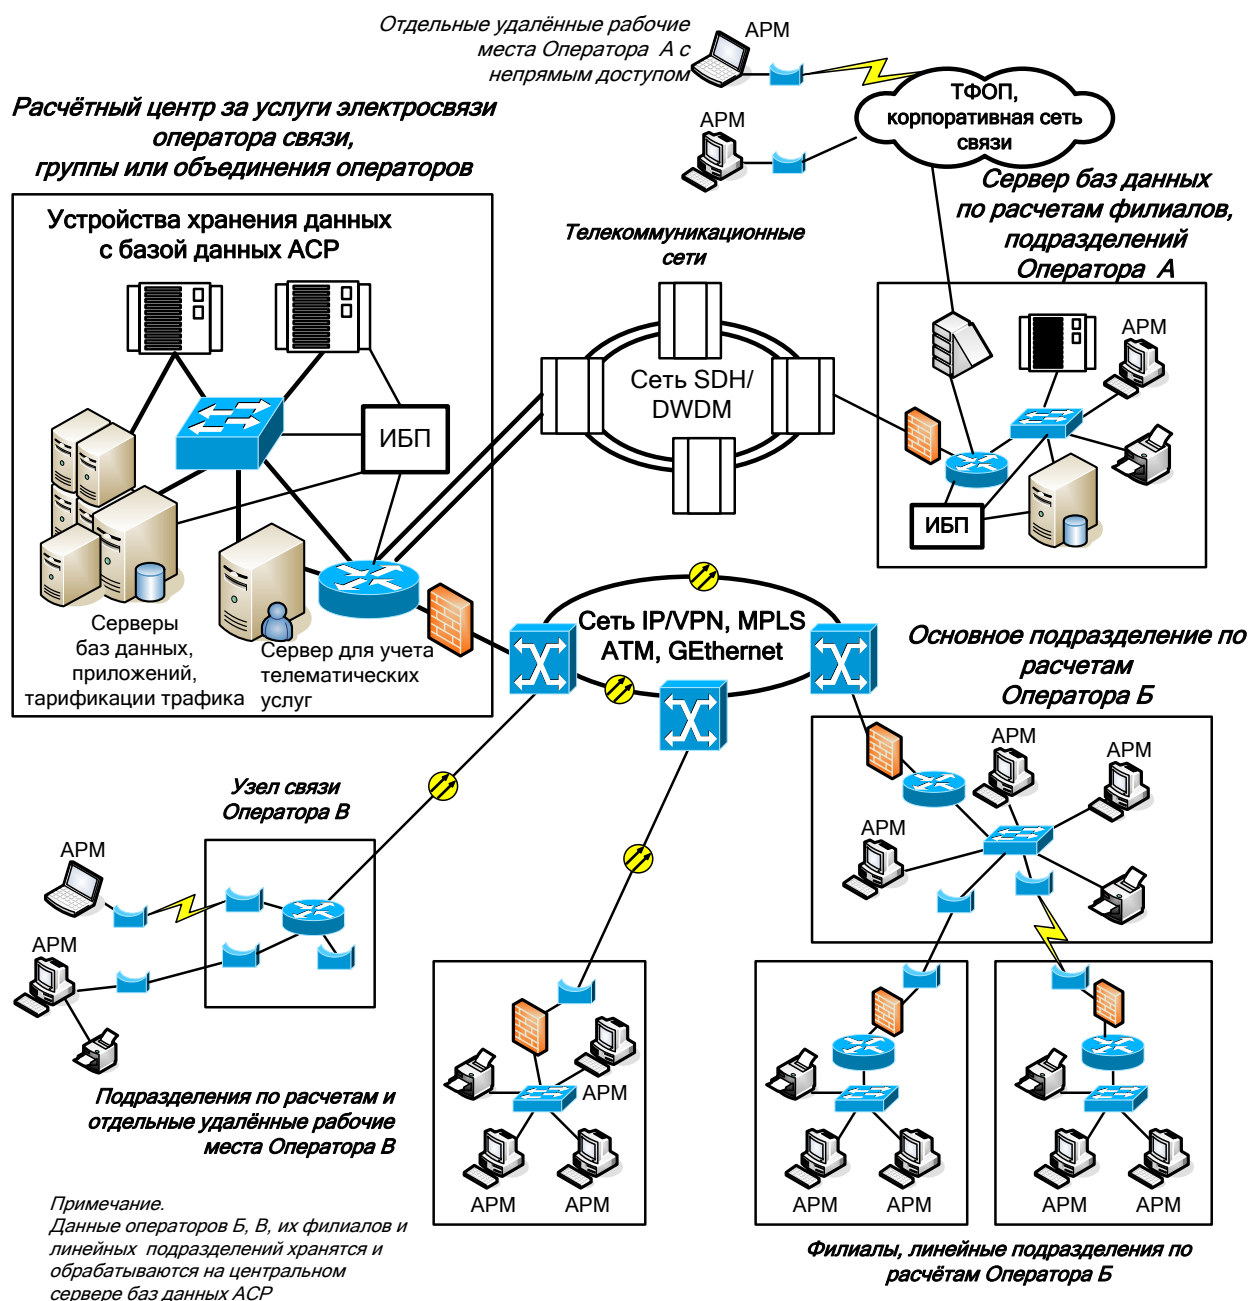 Отдельные удалённые рабочие
места Оператора А с
непрямым доступом
АРМ
АРМ
ТФОП,
корпоративная сеть
связи
Расчётный центр за услуги электросвязи
оператора связи,
группы или объединения операторов
Устройства хранения данных
с базой данных АСР
ИБП
Серверы
баз данных,
приложений,
тарификации трафика
Сервер для учета
телематических
услуг
Телекоммуникационные
сети
Сеть SDH/
DWDM
Сервер баз данных
по расчетам филиалов,
подразделений
Оператора А
АРМ
ИБП
Сеть IP/VPN, MPLS
ATM, GEthernet
Основное подразделение по
расчетам
Оператора Б
АРМ
АРМ
АРМ
Узел связи
Оператора В
АРМ
АРМ
Подразделения по расчетам и
отдельные удалённые рабочие
места Оператора В
АРМ
АРМ
АРМ
АРМ
АРМ
АРМ
АРМ
Филиалы, линейные подразделения по
расчётам Оператора Б
Примечание.
Данные операторов Б, В, их филиалов и
линейных подразделений хранятся и
обрабатываются на центральном
сервере баз данных АСР